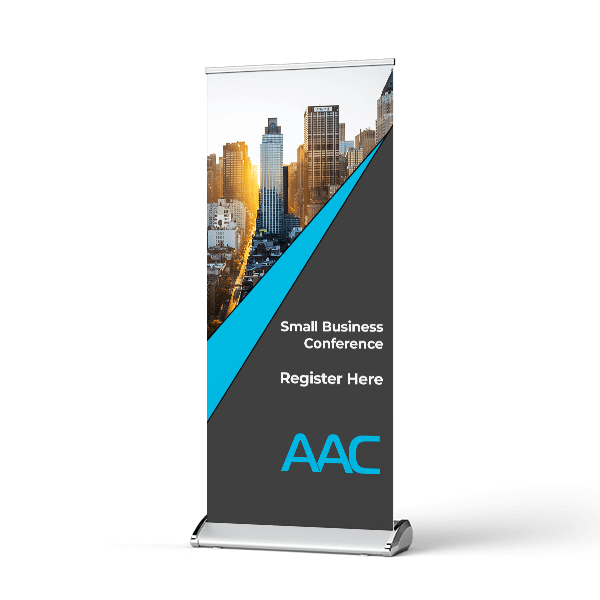 Small Business
Conference
Register Here
AAC